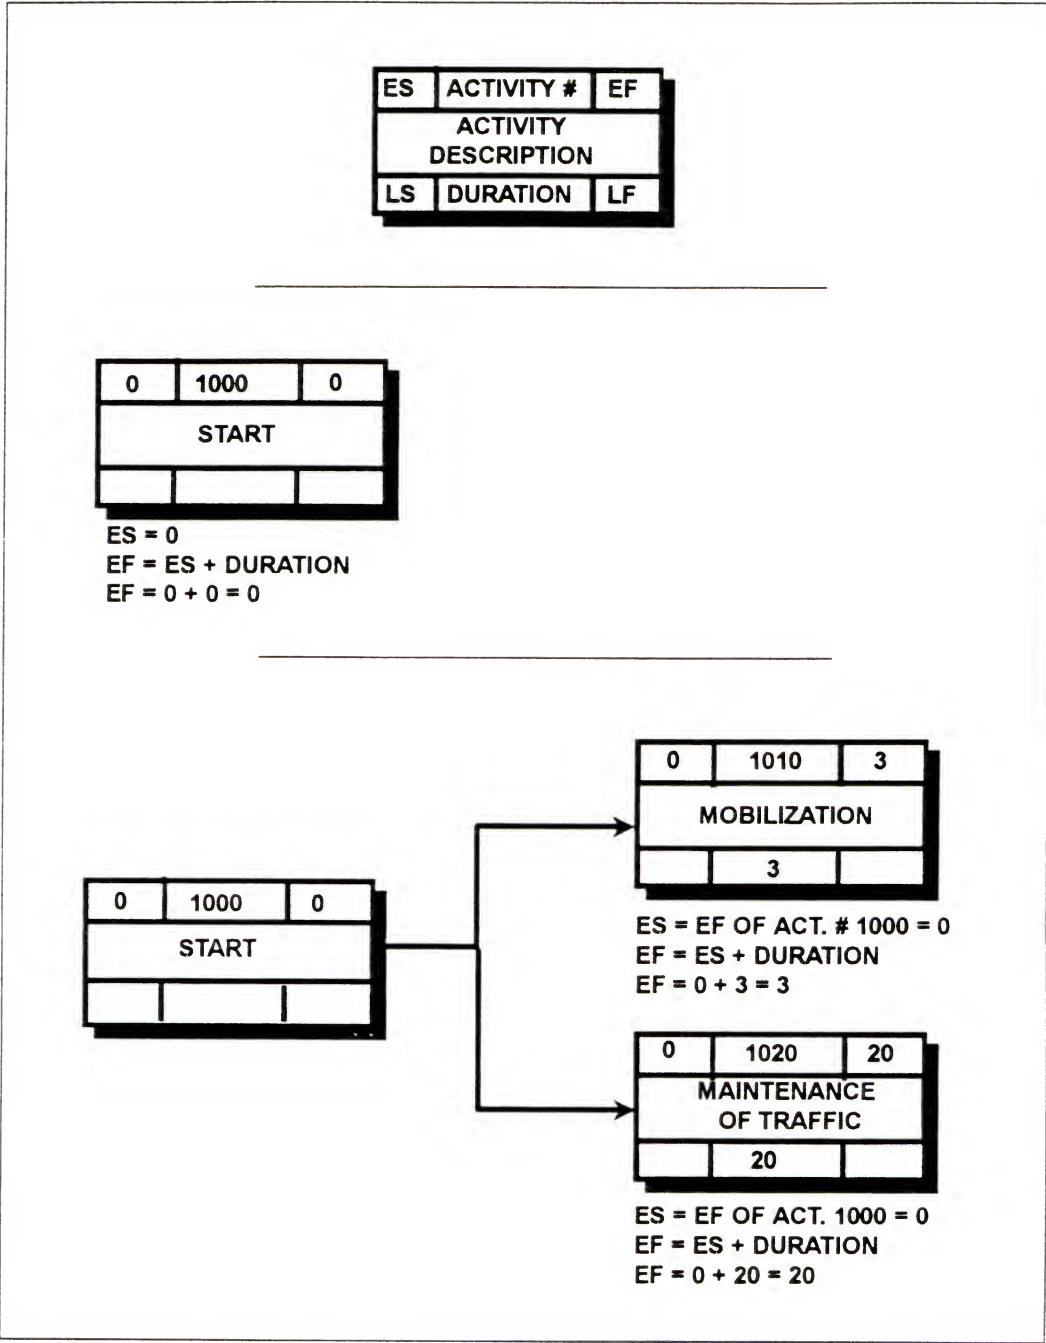 ES ACTIVITY # EF
ACTIVITY
DESCRIPTION
LS DURATION LF
0 1000 0
START
ES = 0
EF = ES + DURATION
EF = 0 + 0 = 0
0 1010 3
MOBILIZATION
3
ES = EF OF ACT. # 1000 = 0
EF = ES + DURATION
EF = 0 + 3 = 3
0 1000 0
START
0 1020 20
MAINTENANCE
OF TRAFFIC
20
ES = EF OF ACT. 1000 = 0
EF = ES + DURATION
EF = 0 + 20 = 20